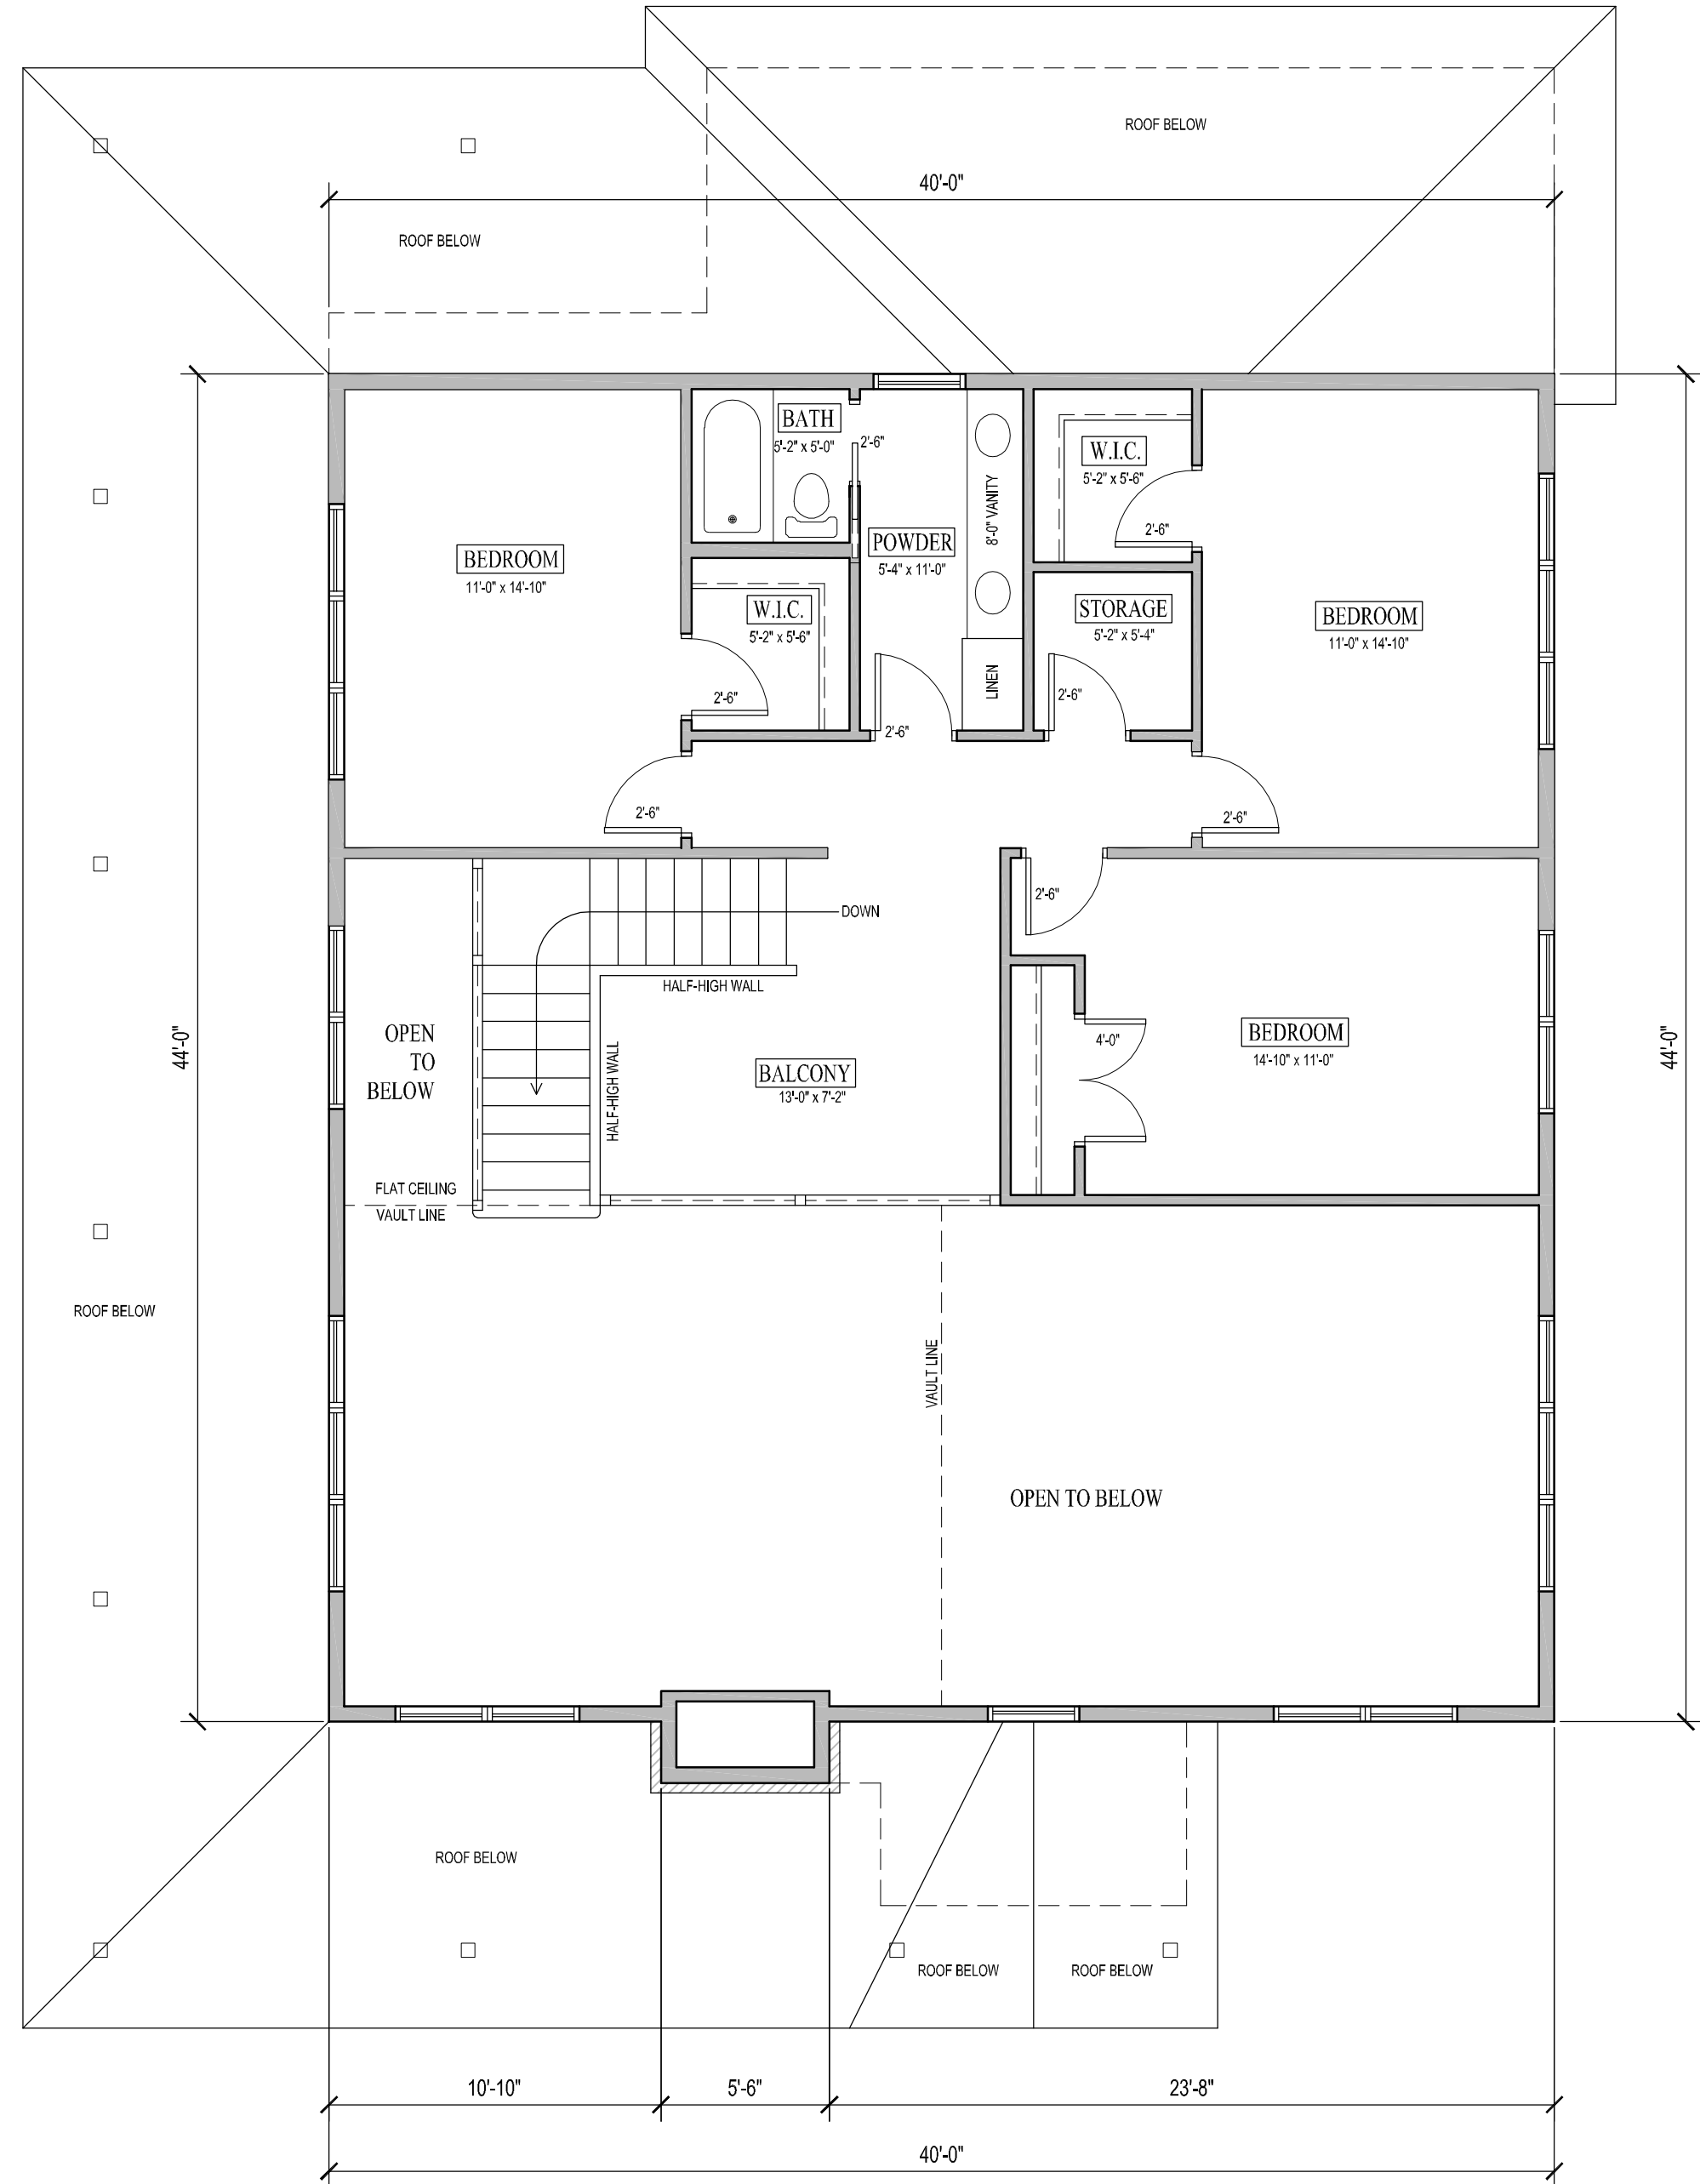 ROOF BELOW
40'-0"
ROOF BELOW
BATH
5'-2" x 5'-0"
2'-6"
W.I.C.
5'-2" x 5'-6"
2'-6"
8'-0" VANITY
POWDER
5'-4" x 11'-0"
BEDROOM
11'-0" x 14'-10"
W.I.C.
5'-2" x 5'-6"
2'-6"
STORAGE
5'-2" x 5'-4"
2'-6"
BEDROOM
11'-0" x 14'-10"
LINEN
2'-6"
2'-6"
2'-6"
2'-6"
DOWN
HALF-HIGH WALL
44'-0"
OPEN
TO
BELOW
HALF-HIGH WALL
BALCONY
13'-0" x 7'-2"
4'-0"
BEDROOM
14'-10" x 11'-0"
44'-0"
FLAT CEILING
VAULT LINE
ROOF BELOW
VAULT LINE
OPEN TO BELOW
ROOF BELOW
ROOF BELOW
ROOF BELOW
10'-10"
5'-6"
23'-8"
40'-0"